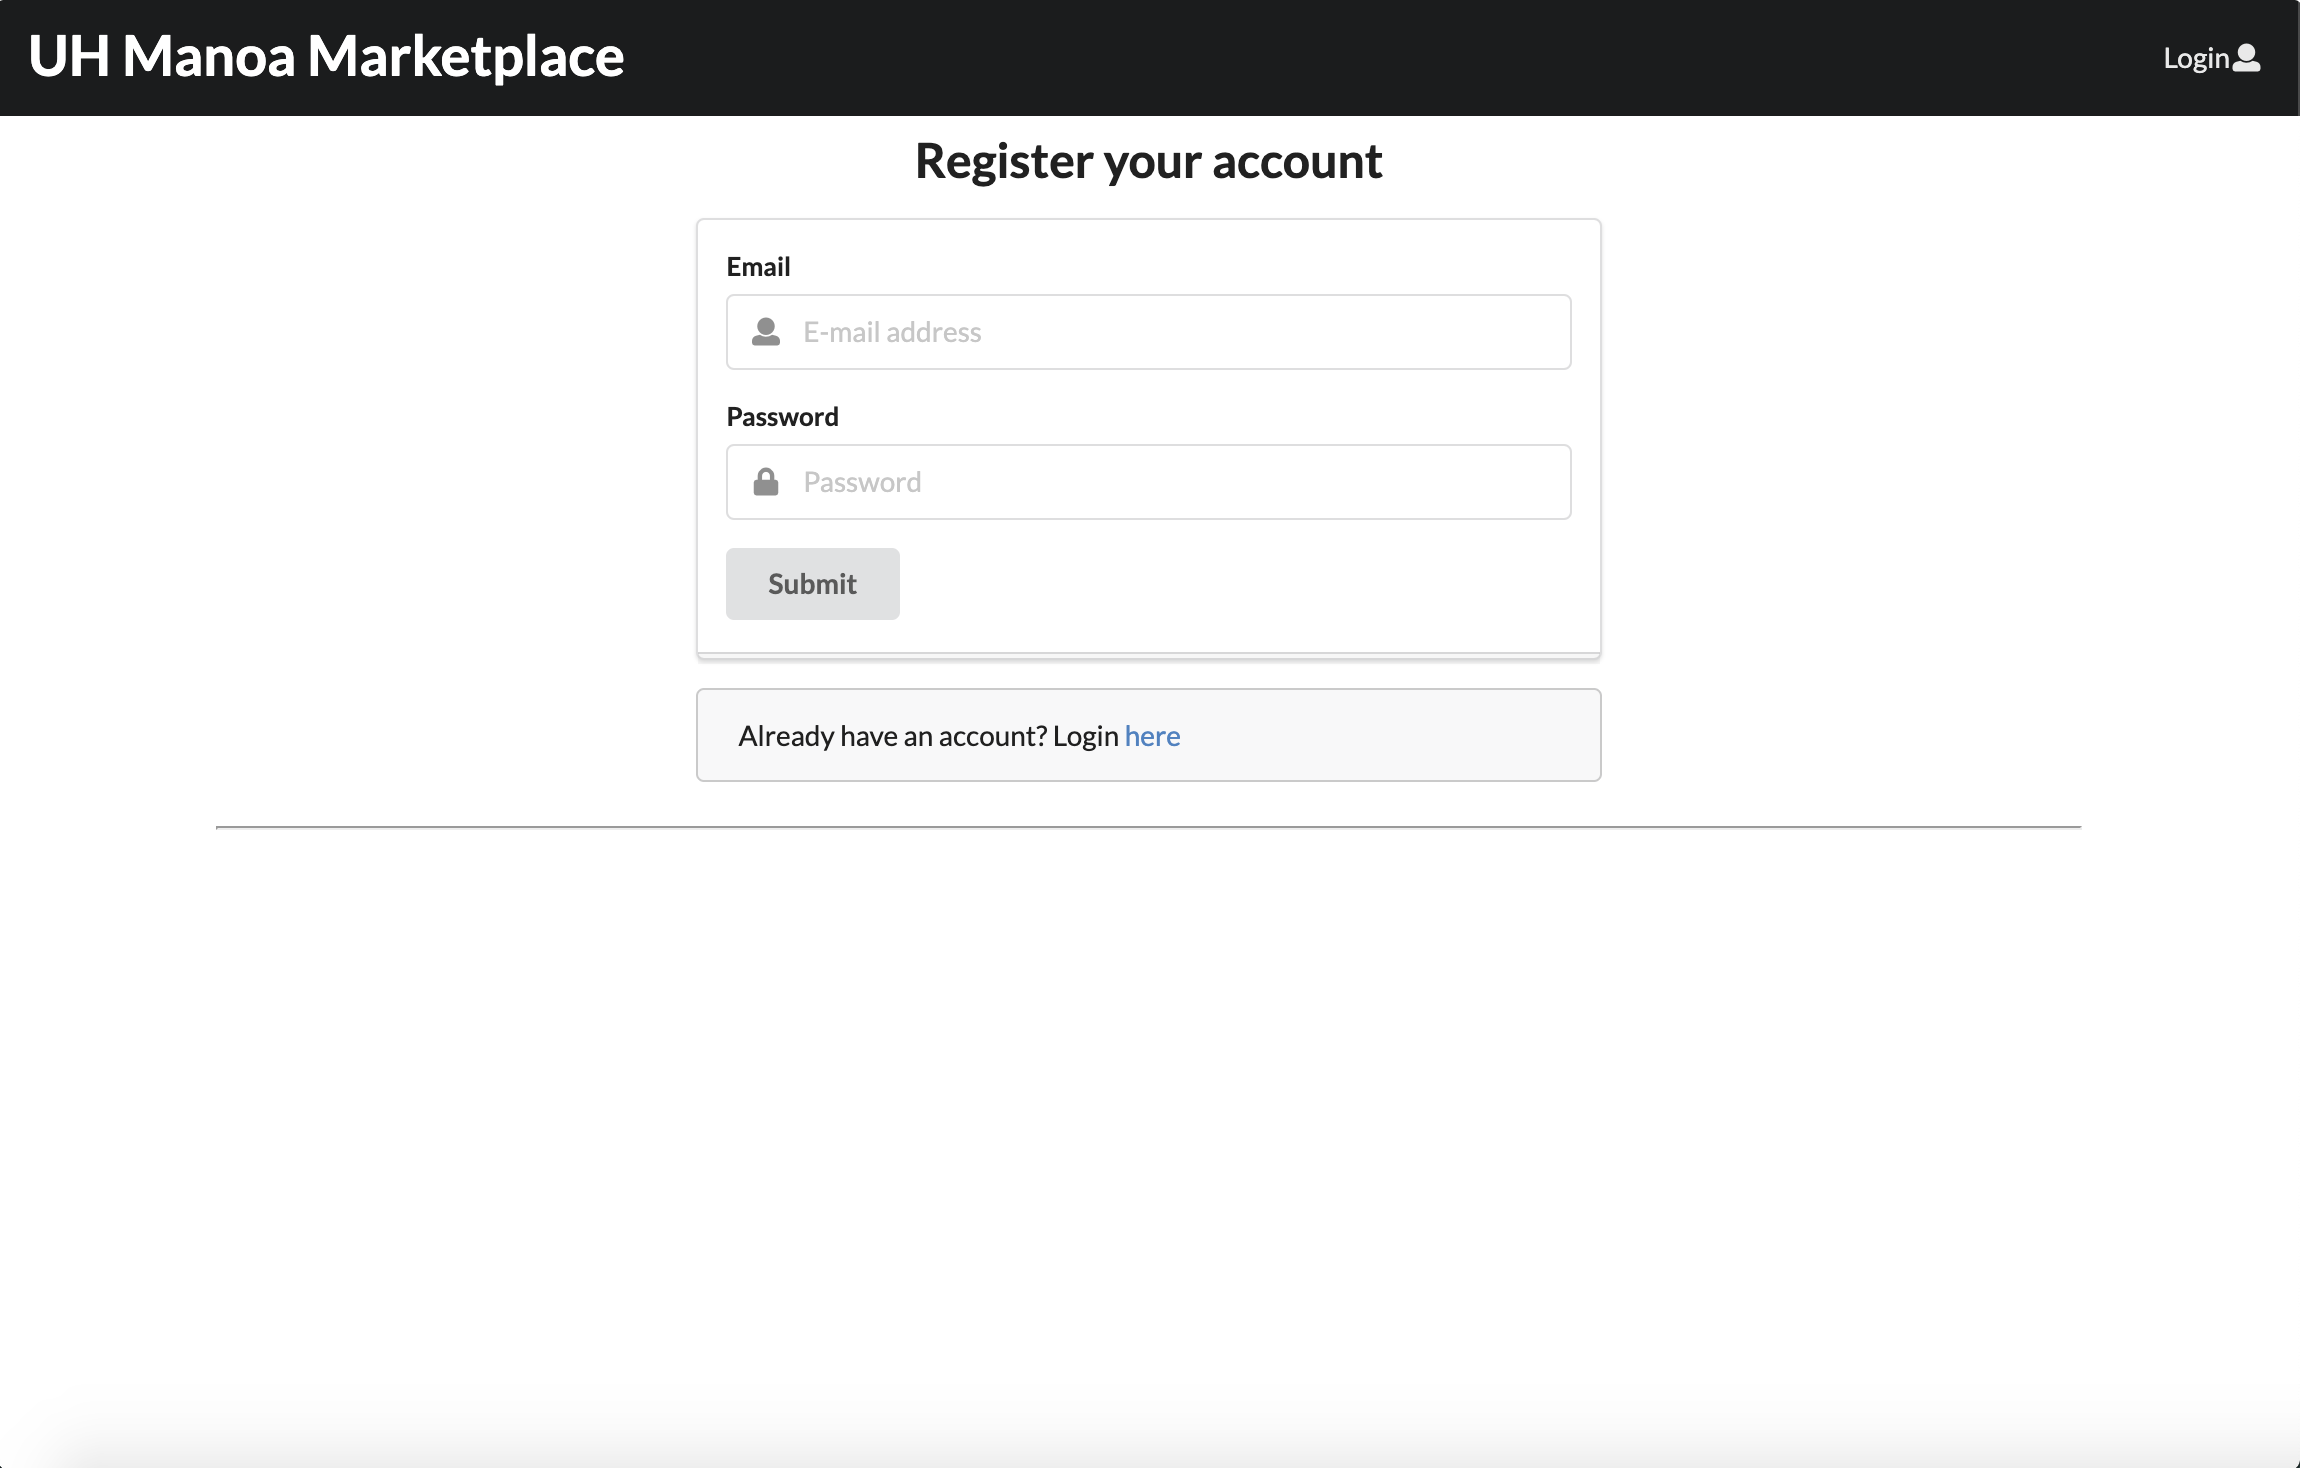 UH Manoa Marketplace
Login
Register your account
Email
E-mail address
Password
Password
Submit
Already have an account? Login here